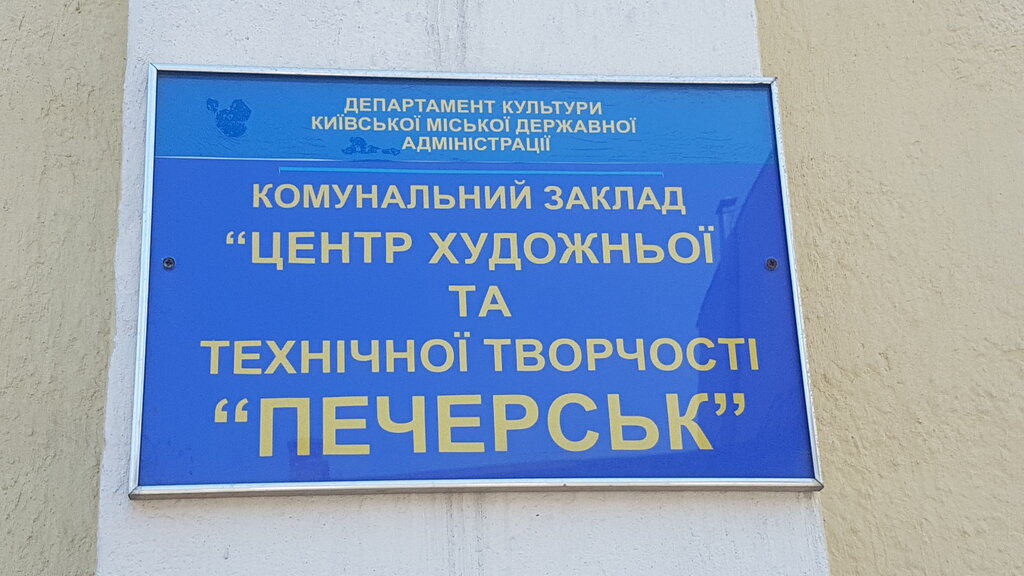 ДЕПАРТАМЕНТ КУЛЬТУРИ
КИЇВСЬКОЇ МІСЬКОЇ ДЕРЖАВНОЇ
АДМІНІСТРАЦІЇ
КОМУНАЛЬНИЙ ЗАКЛАД
“ЦЕНТР ХУДОЖНЬОЇ
ТА
ТЕХНІЧНОЇ ТВОРЧОСТІ
“ПЕЧЕРСЬК”